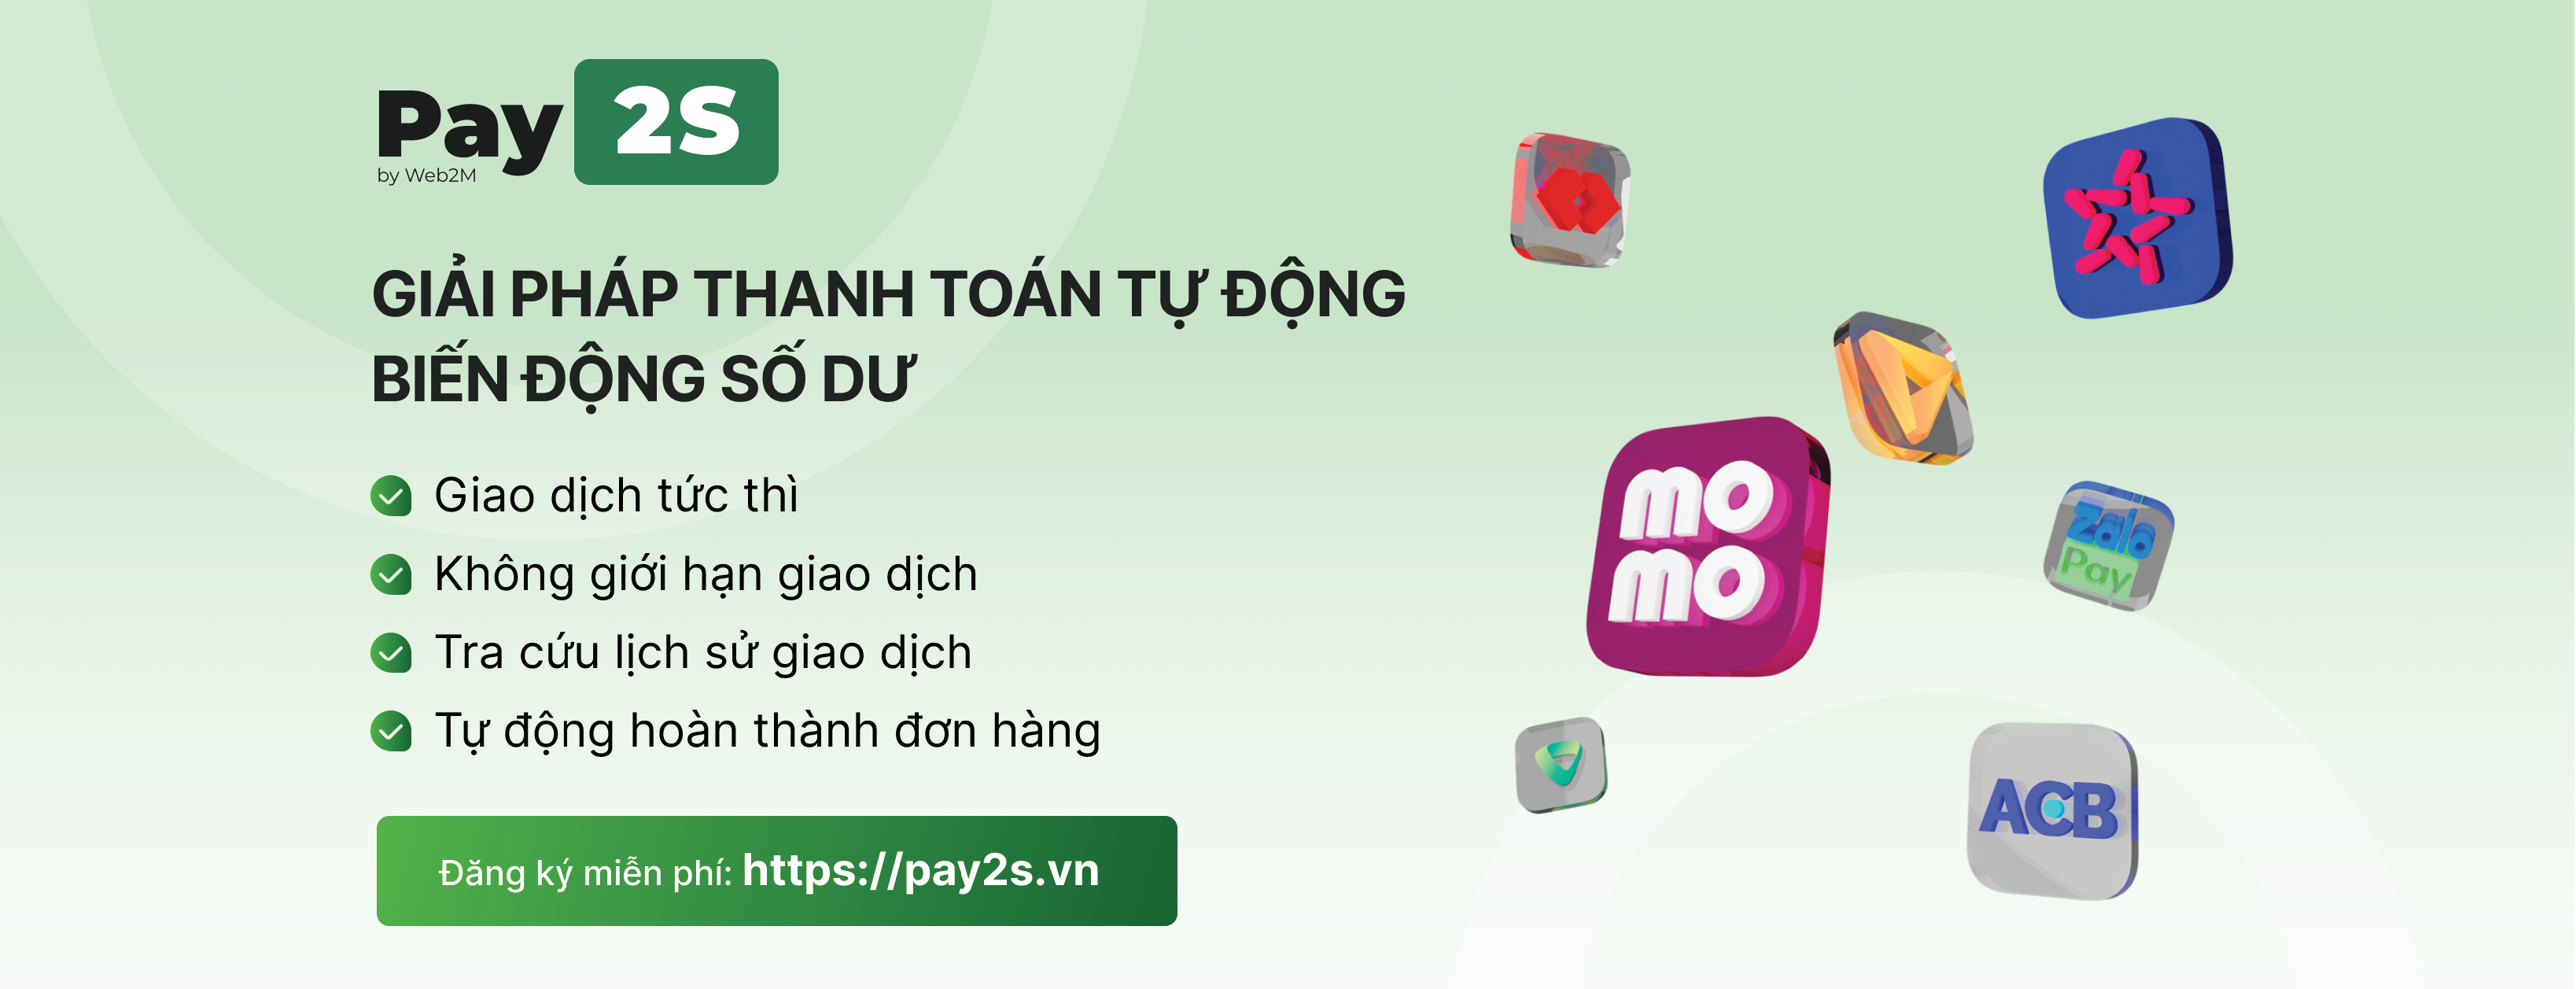 Pay 2S
by Web2M
GIẢI PHÁP THANH TOÁN TỰ ĐỘNG
BIẾN ĐỘNG SỐ DƯ
Giao dịch tức thì
Không giới hạn giao dịch
Tra cứu lịch sử giao dịch
Tự động hoàn thành đơn hàng
Đăng ký miễn phí: https://pay2s.vn
mo
mo
Zalo
Pay
ACB